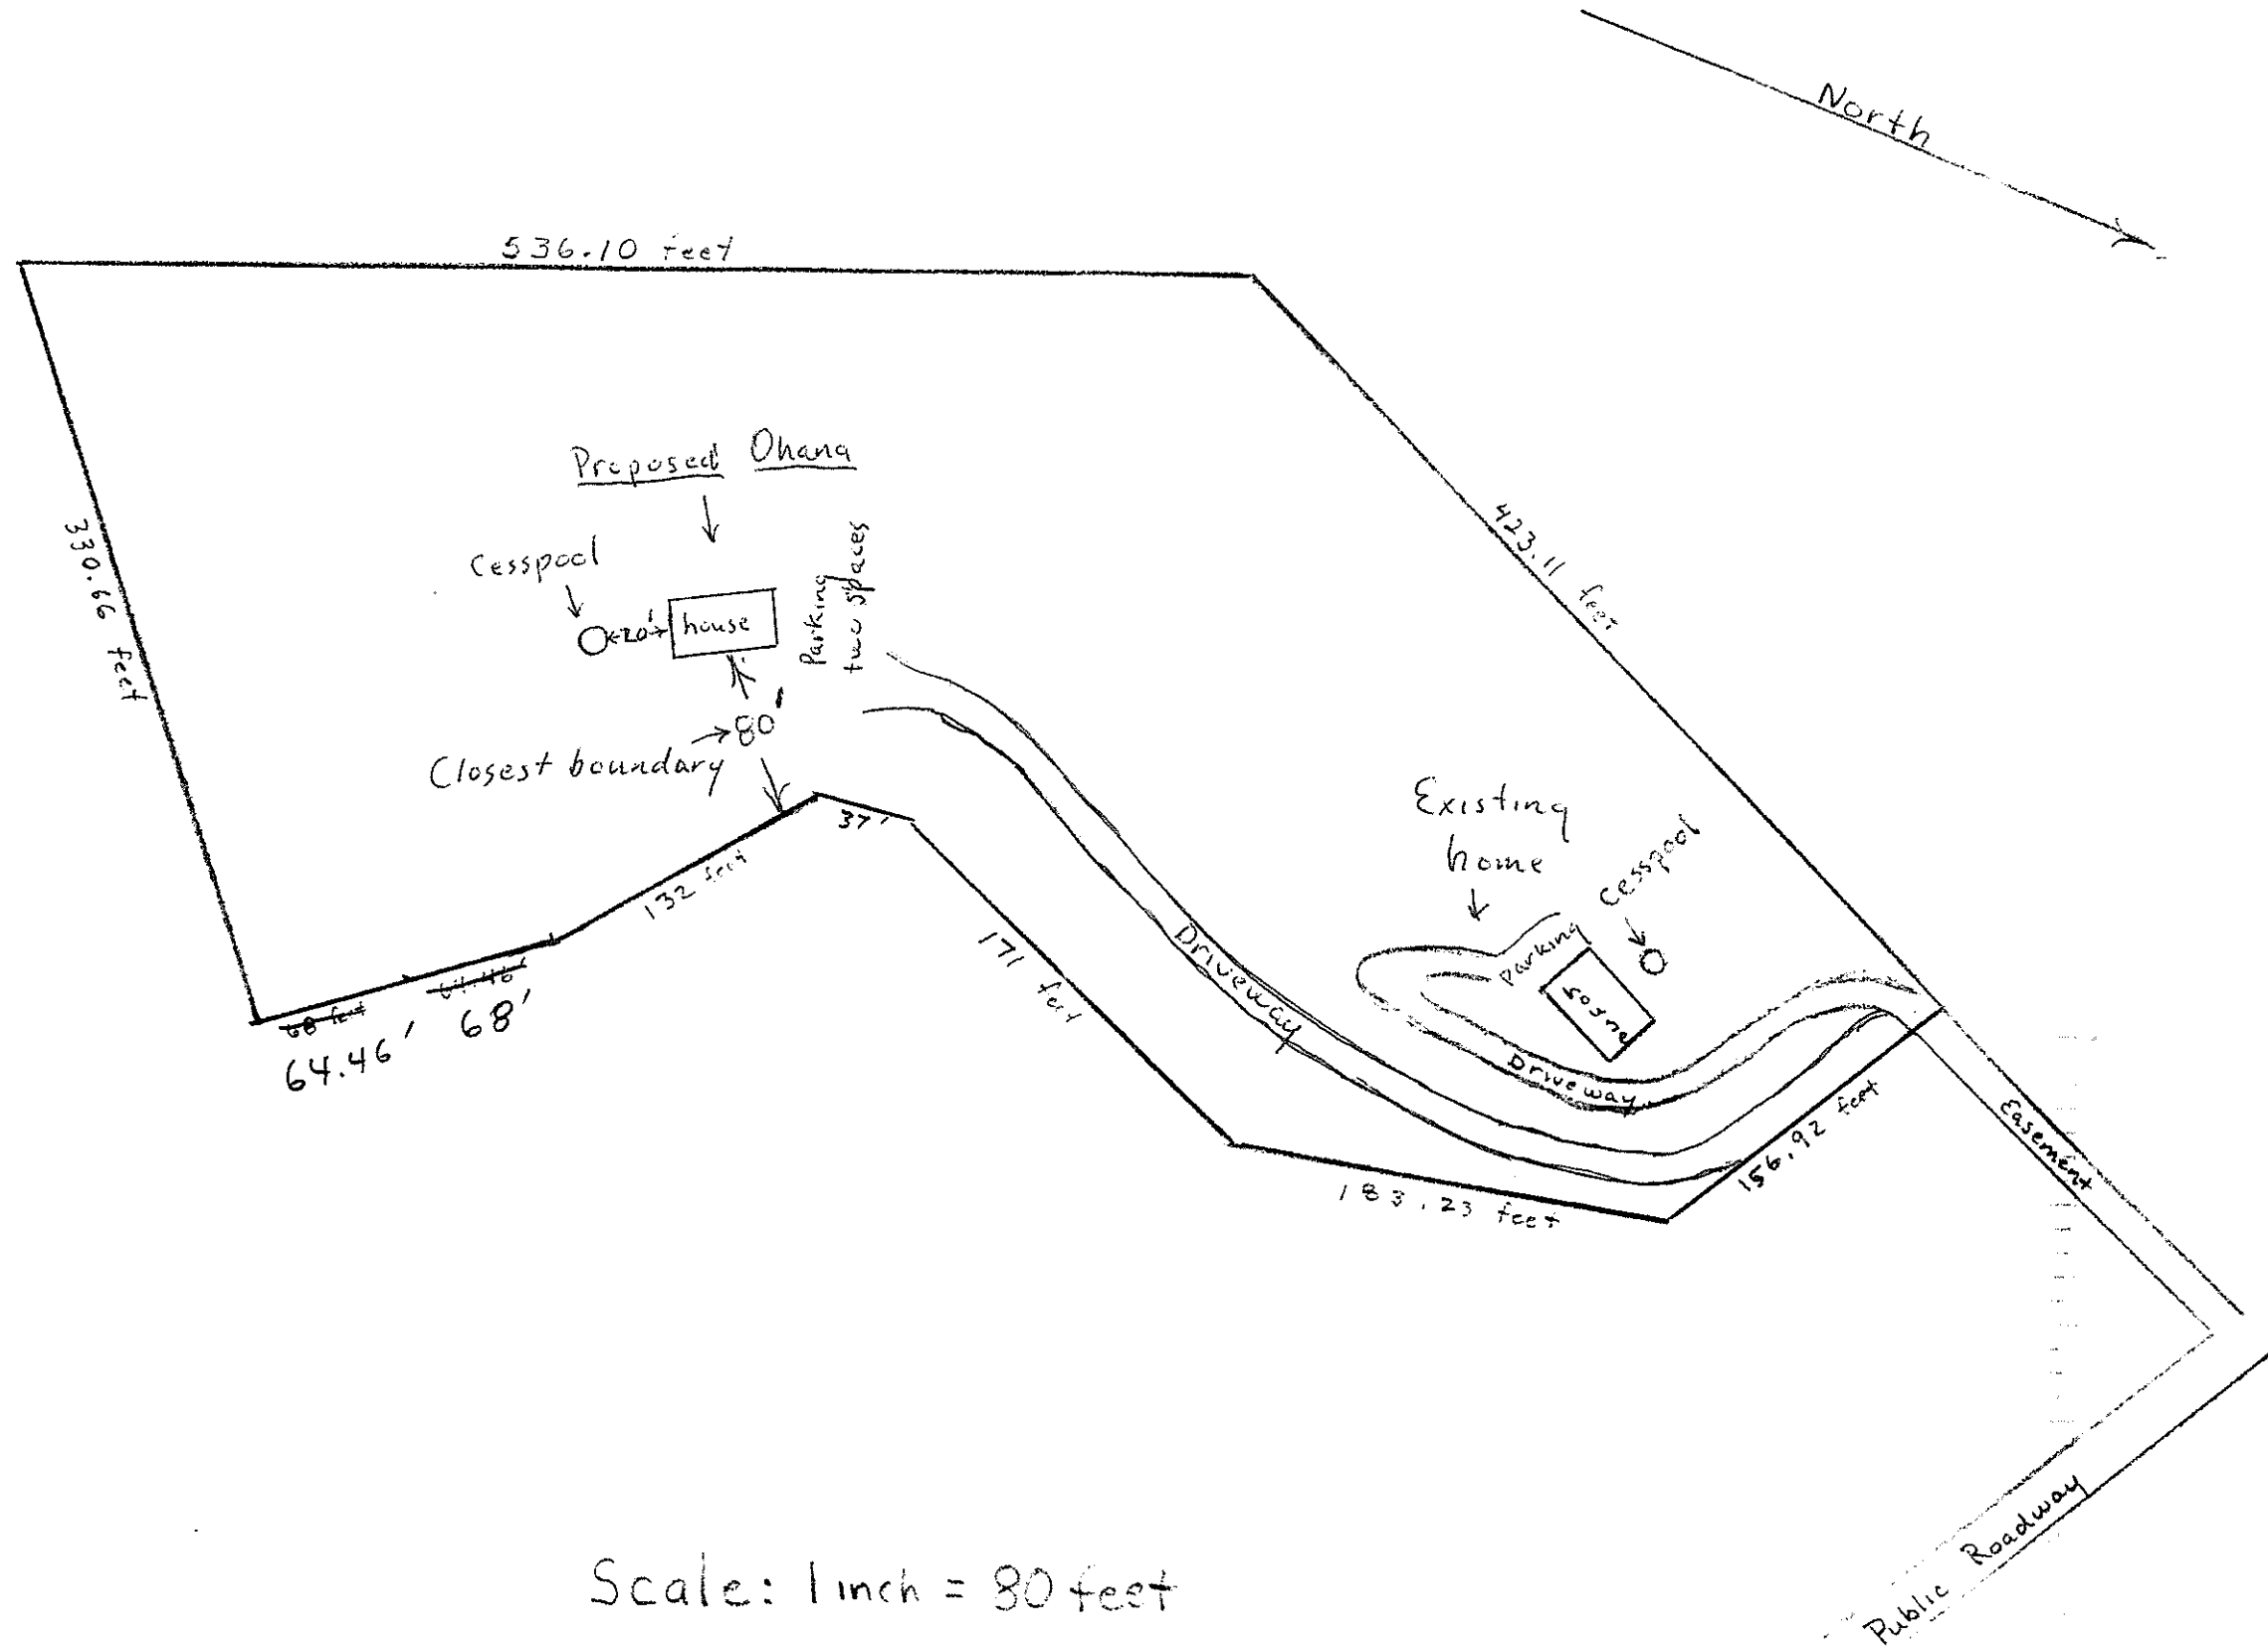 North
536.10 feet
Proposed Ohana
330.66 feet
423.11 feet
Cesspool
Parking
two spaces
20'
house
80'
Closest boundary
37'
132 feet
Existing
home
Cesspool
Parking
house
171 feet
Driveway
Driveway
68 feet
64.46'
64.46'
68'
156.92 feet
Easement
183.23 feet
Public Roadway
Scale: 1 inch = 80 feet